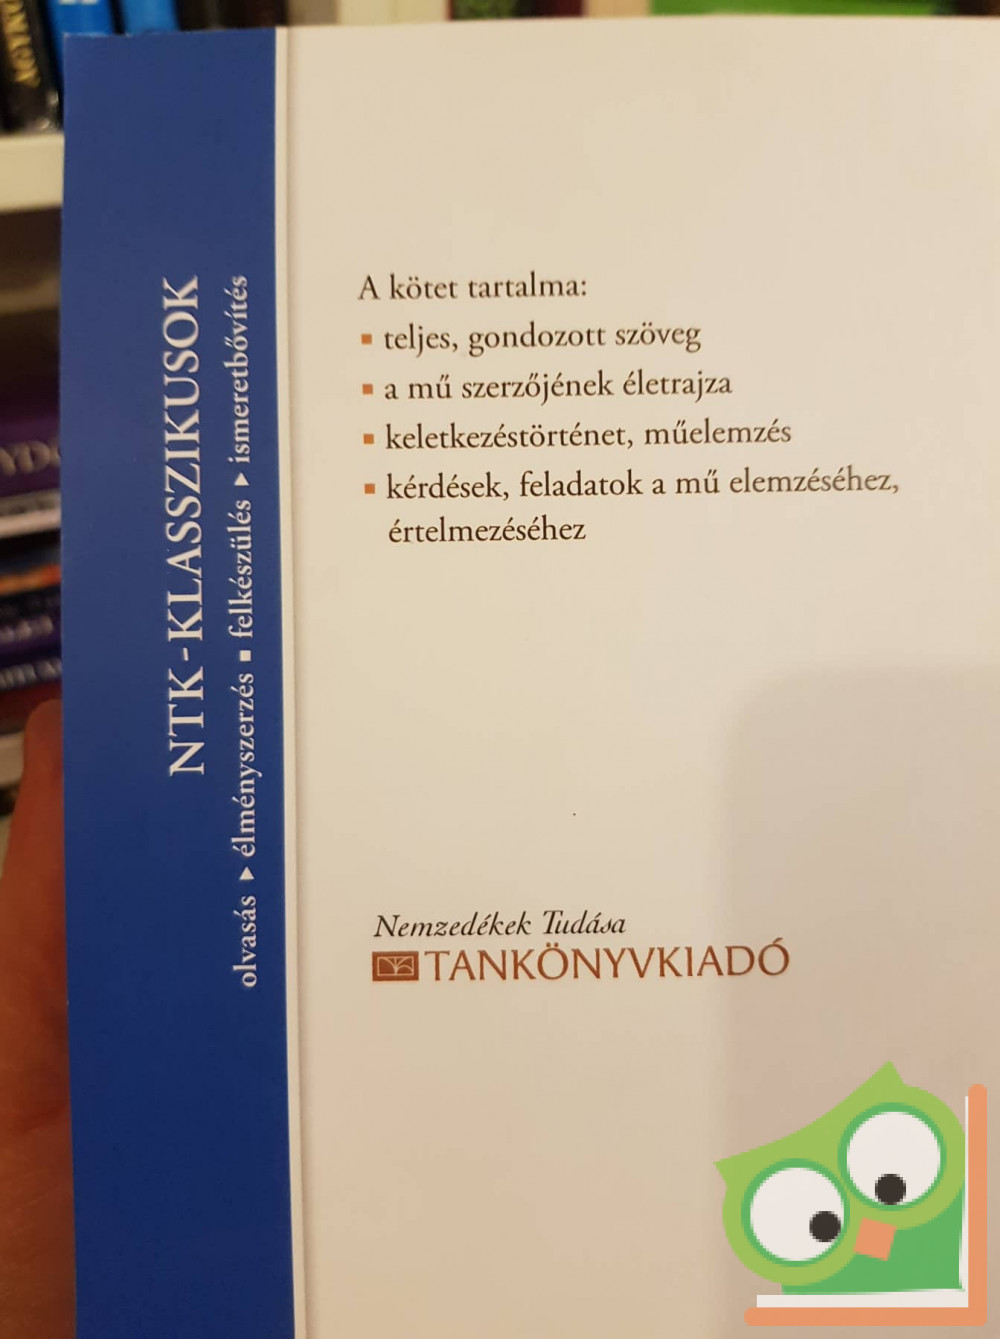 NTK-KLASSZIKUSOK
olvasás ▸ élményszerzés ▪ felkészülés ▸ ismeretbővítés
A kötet tartalma:
▪ teljes, gondozott szöveg
▪ a mű szerzőjének életrajza
▪ keletkezéstörténet, műelemzés
▪ kérdések, feladatok a mű elemzéséhez,
értelmezéséhez
Nemzedékek Tudása
TANKÖNYVKIADÓ